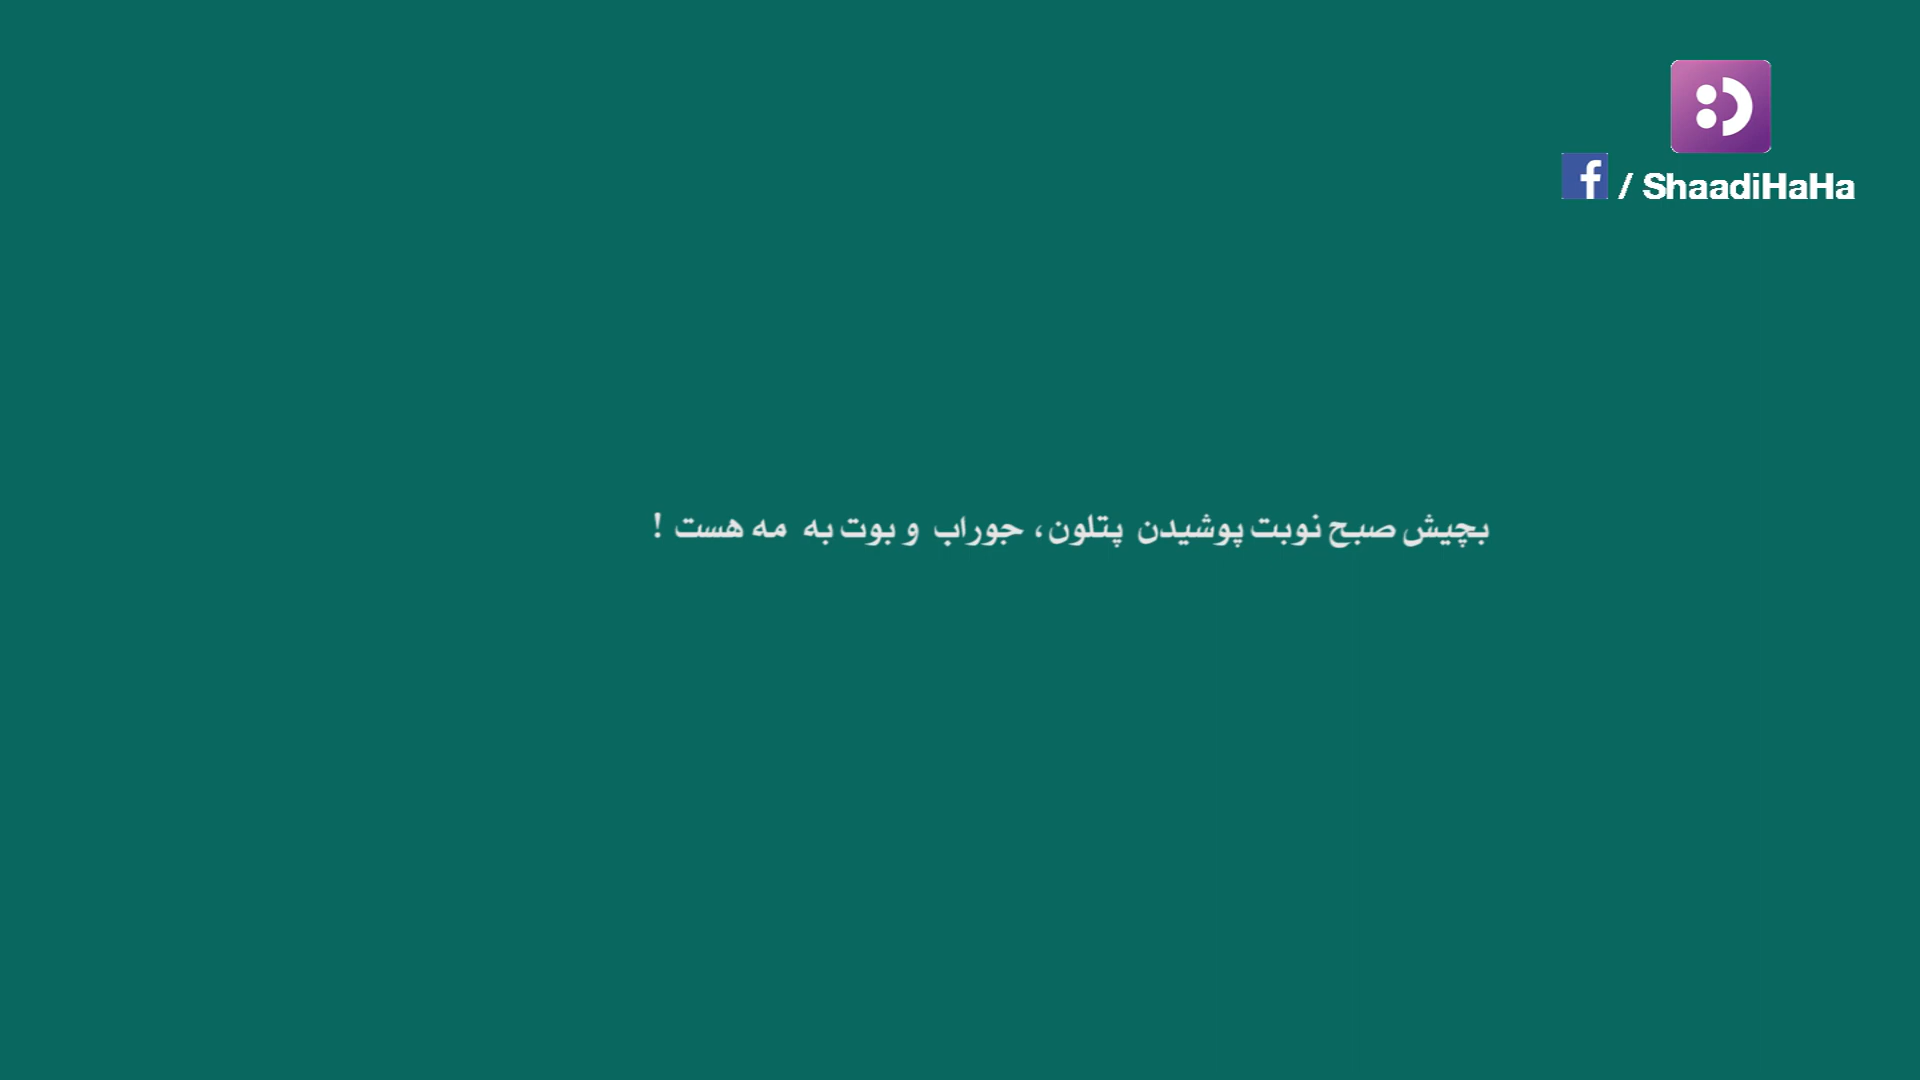 / ShaadiHaHa
بچیش صبح نوبت پوشیدن پتلون، جوراب و بوت به مه هست !